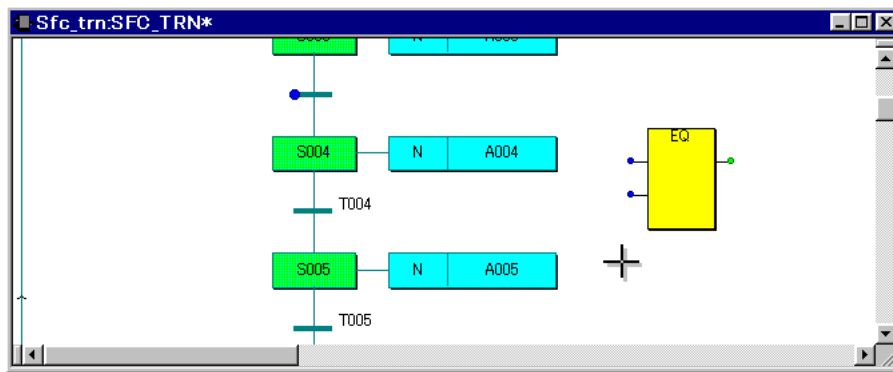 Sfc_trn:SFC_TRN*
N
EQ
S004 N A004
T004
S005 N A005
T005